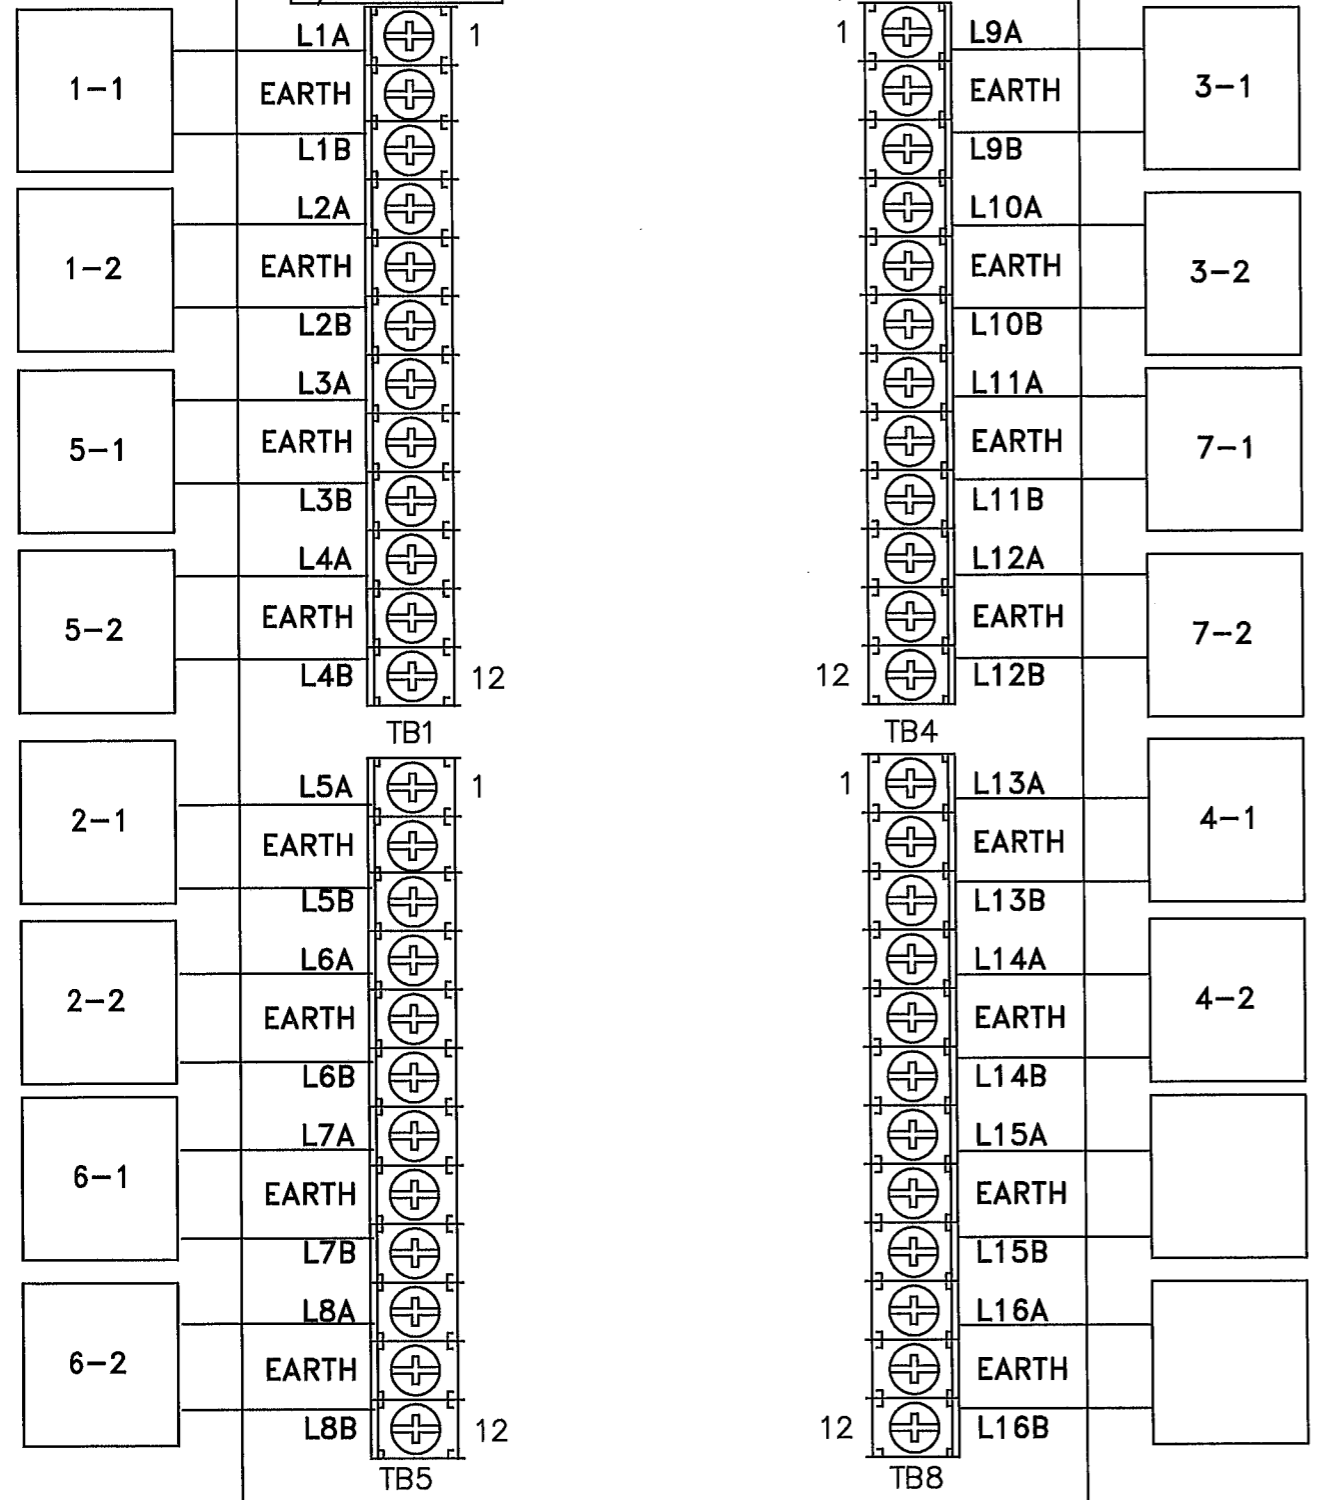 L1A 1
1-1 EARTH
L1B
L2A
1-2 EARTH
L2B
L3A
5-1 EARTH
L3B
L4A
5-2 EARTH
L4B 12
TB1
L5A 1
2-1 EARTH
L5B
L6A
2-2 EARTH
L6B
L7A
6-1 EARTH
L7B
L8A
6-2 EARTH
L8B 12
TB5
1 L9A
EARTH 3-1
L9B
L10A
EARTH 3-2
L10B
L11A
EARTH 7-1
L11B
L12A
EARTH 7-2
12 L12B
TB4
1 L13A
EARTH 4-1
L13B
L14A
EARTH 4-2
L14B
L15A
EARTH
L15B
L16A
EARTH
12 L16B
TB8